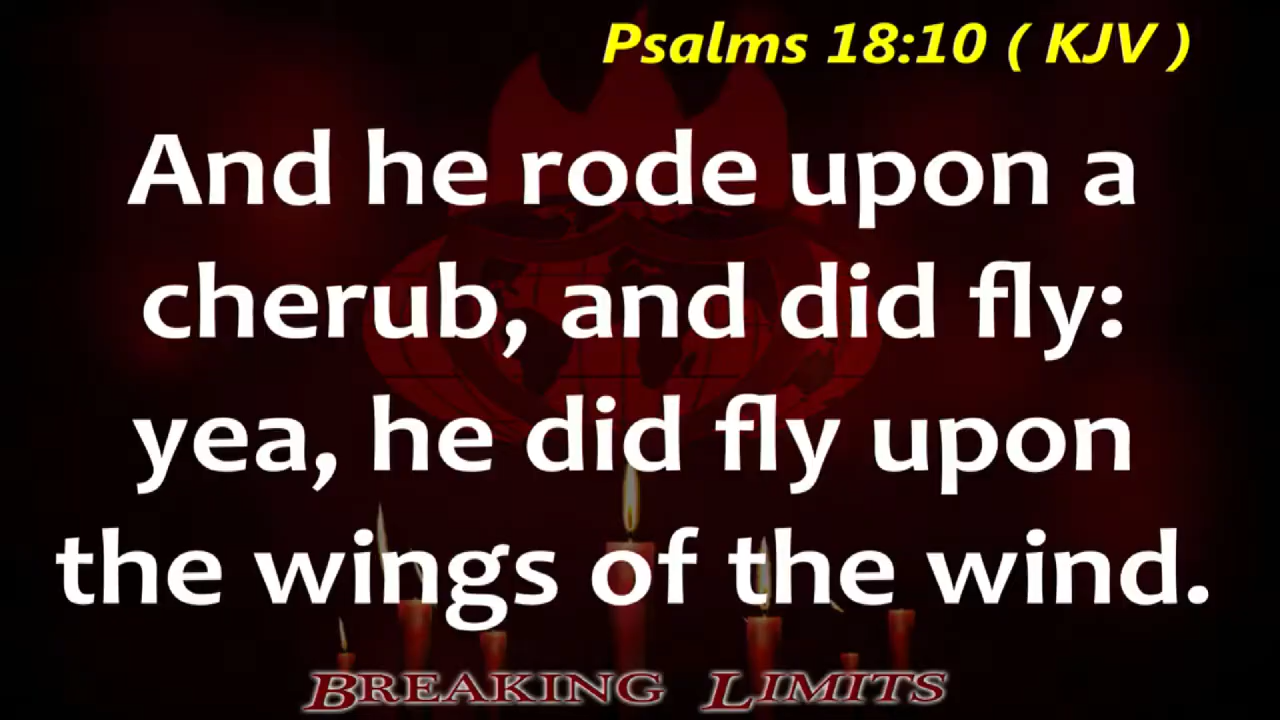 Psalms 18:10 ( KJV )
And he rode upon a
cherub, and did fly:
yea, he did fly upon
the wings of the wind.
BREAKING LIMITS